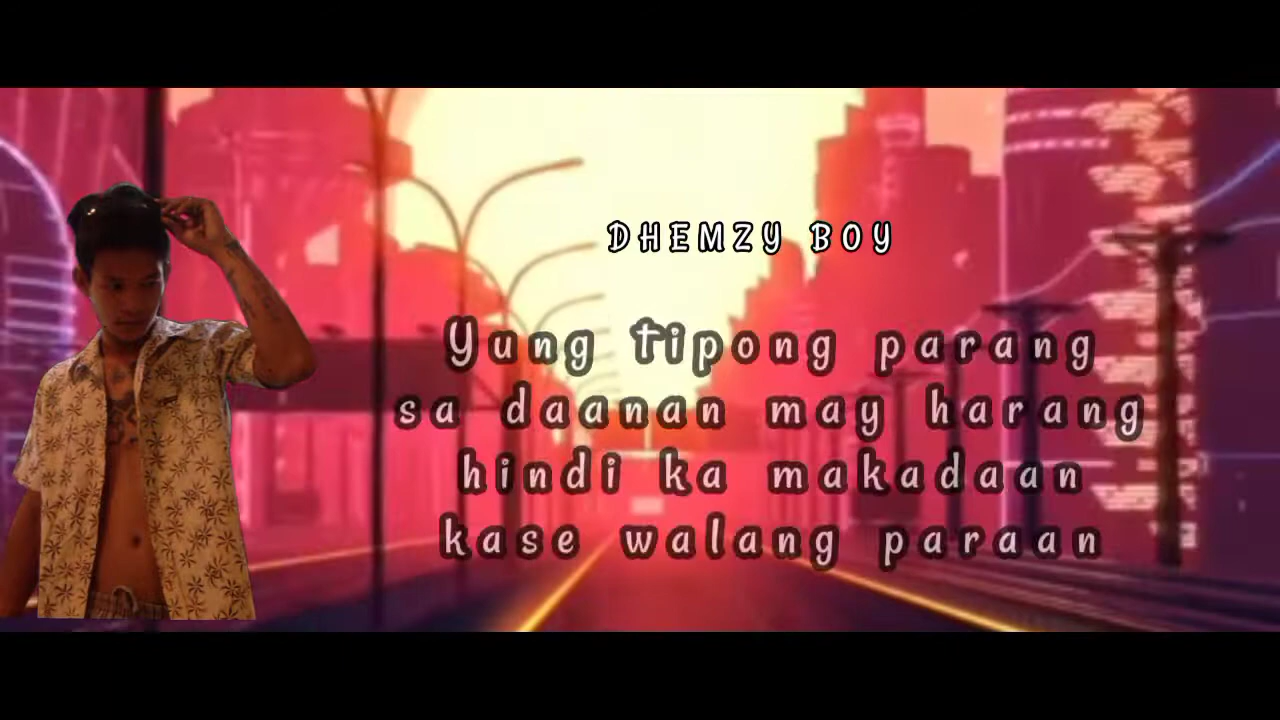 DHEMZY BOY
Yung tipong parang
sa daanan may harang
hindi ka makadaan
kase walang paraan